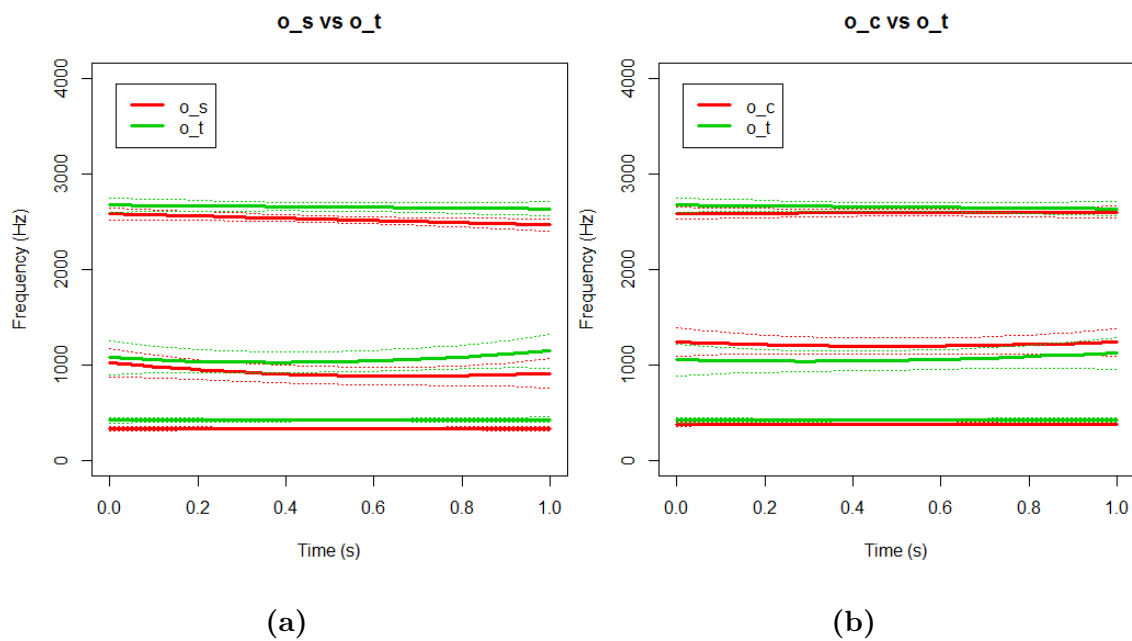 o_s vs o_t
4000
3000
2000
1000
0
Frequency (Hz)
o_s
o_t
0.0 0.2 0.4 0.6 0.8 1.0
Time (s)
(a)
o_c vs o_t
4000
3000
2000
1000
0
Frequency (Hz)
o_c
o_t
0.0 0.2 0.4 0.6 0.8 1.0
Time (s)
(b)